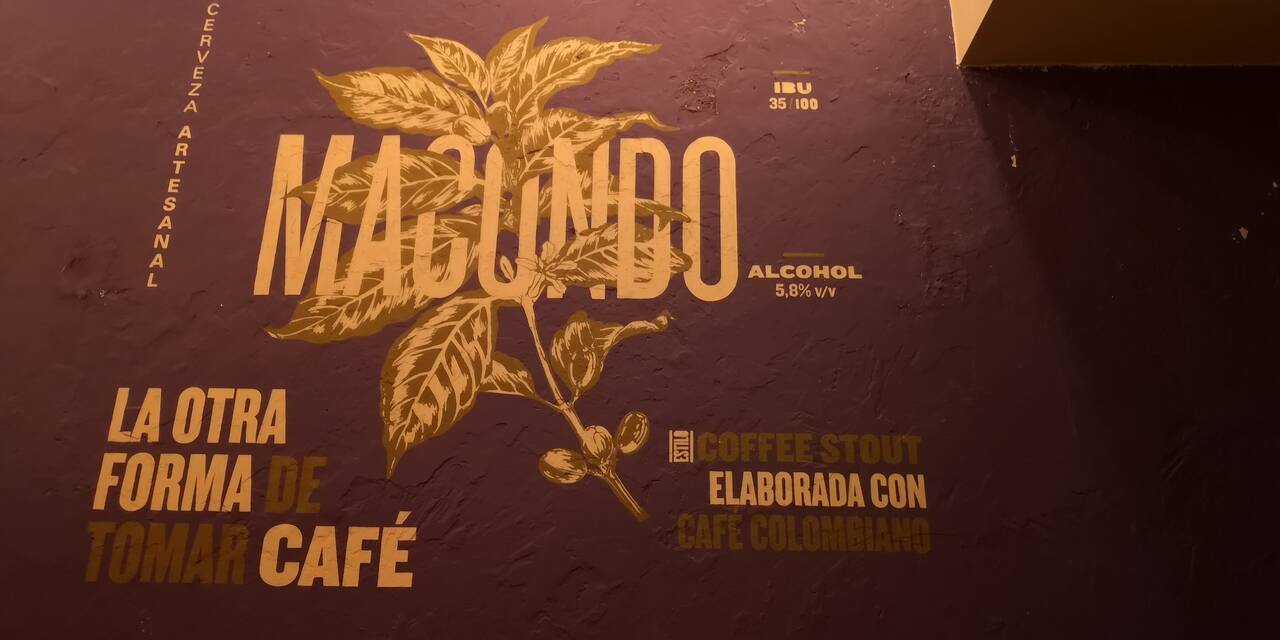 CERVEZA ARTESANAL
MACONDO
IBU
35/100
ALCOHOL
5,8% v/v
LA OTRA
FORMA DE
TOMAR CAFÉ
ESTILO COFFEE STOUT
ELABORADA CON
CAFÉ COLOMBIANO